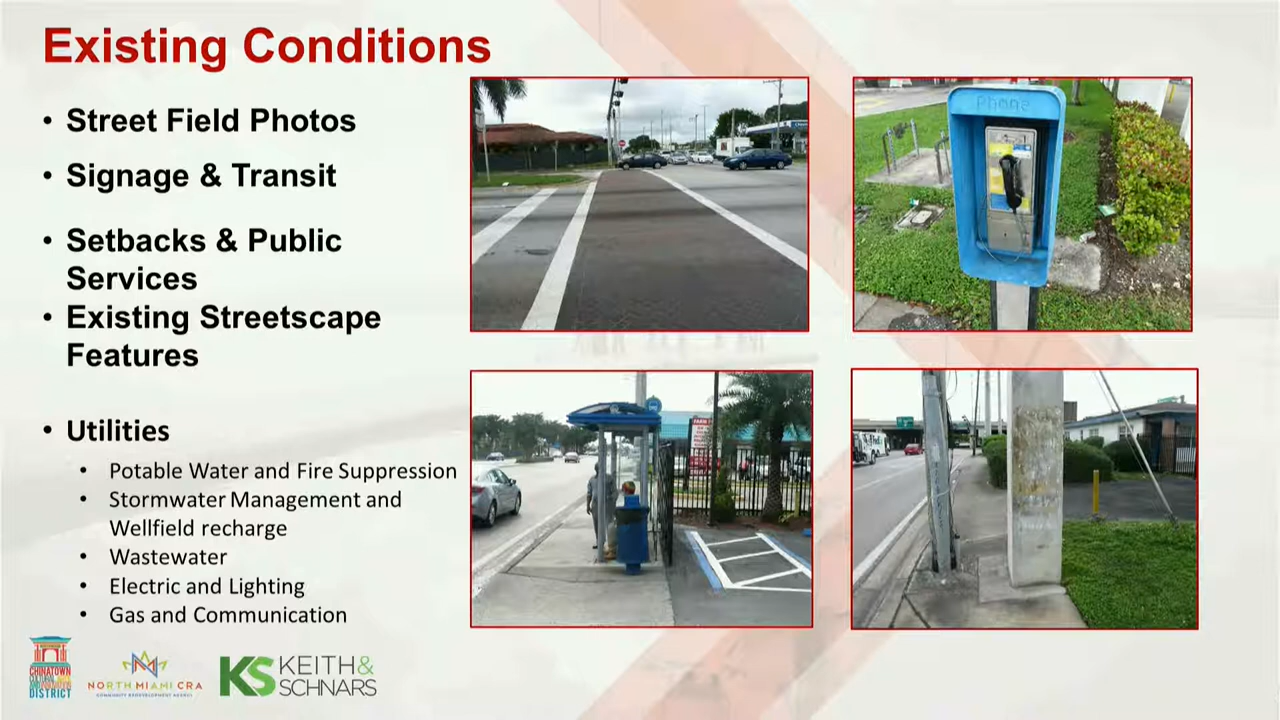 Existing Conditions
• Street Field Photos
• Signage & Transit
• Setbacks & Public
Services
• Existing Streetscape
Features
• Utilities
• Potable Water and Fire Suppression
• Stormwater Management and
Wellfield recharge
• Wastewater
• Electric and Lighting
• Gas and Communication
Phone
CHINATOWN
DISTRICT
NORTH MIAMI CRA
COMMUNITY REDEVELOPMENT AGENCY
KS KEITH&
SCHNARS